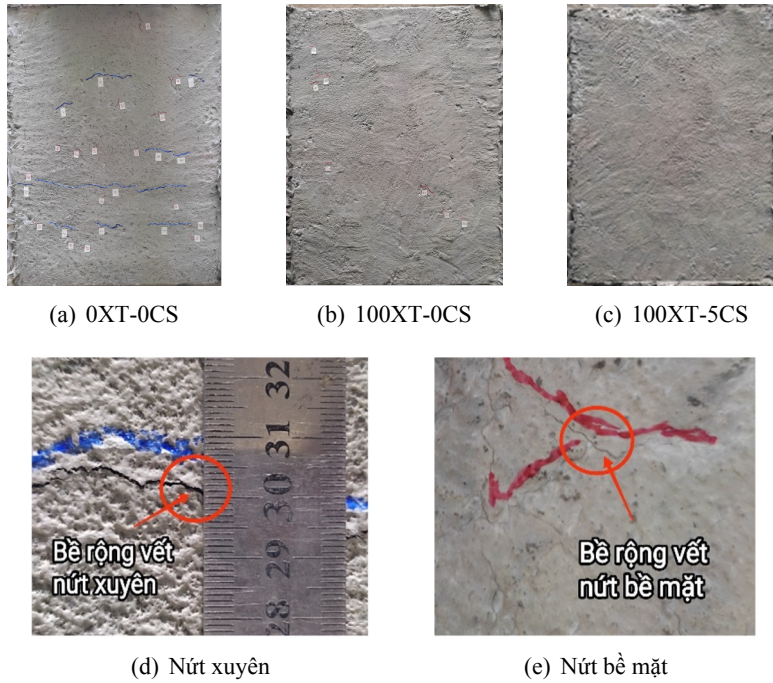 (a) 0XT-0CS
(b) 100XT-0CS
(c) 100XT-5CS
32
31
30
29
28
Bề rộng vết
nứt xuyên
Bề rộng vết
nứt bề mặt
(d) Nứt xuyên
(e) Nứt bề mặt